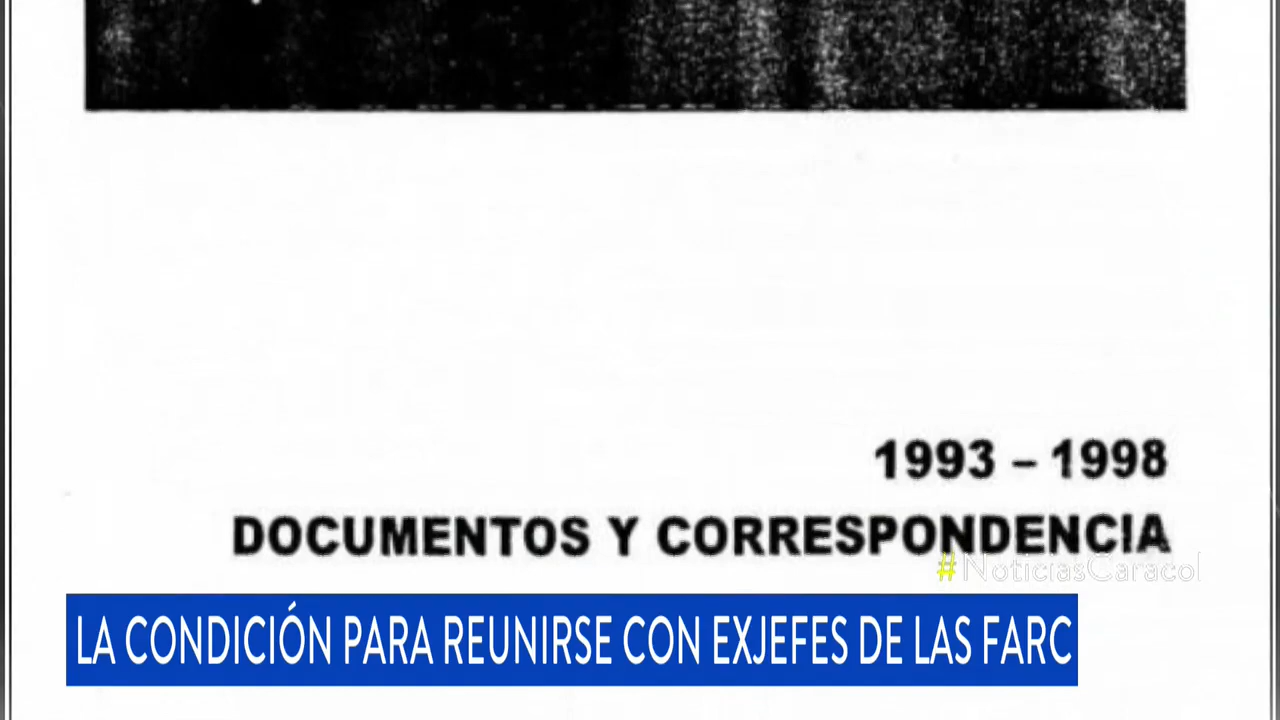 1993 – 1998
DOCUMENTOS Y CORRESPONDENCIA
#NoticiasCaracol
LA CONDICIÓN PARA REUNIRSE CON EXJEFES DE LAS FARC